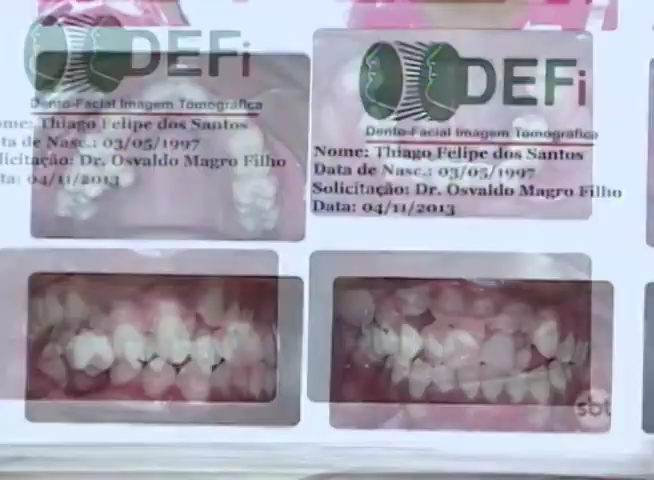 DEFi
Dento-Facial Imagem Tomográfica
ome: Thiago Felipe dos Santos
ta de Nasc.: 03/05/1997
licitação: Dr. Osvaldo Magro Filho
ta: 04/11/2013
DEFi
Dento-Facial Imagem Tomográfica
Nome: Thiago Felipe dos Santos
Data de Nasc.: 03/05/1997
Solicitação: Dr. Osvaldo Magro Filho
Data: 04/11/2013
sbt